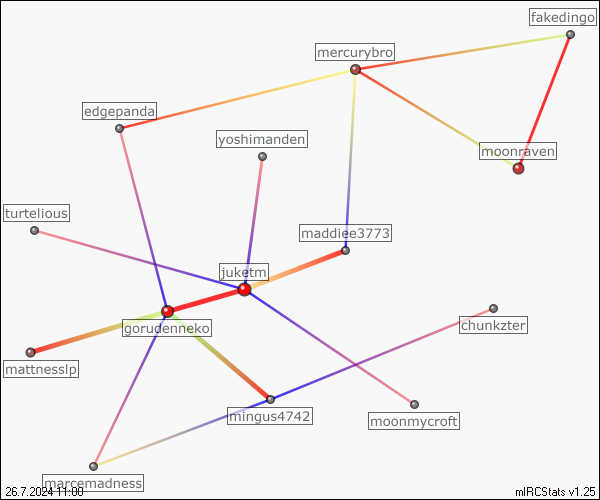 fakedingo
mercurybro
edgepanda
yoshimanden
moonraven
turtelious
maddiee3773
juketm
chunkzter
gorudenneko
mattnesslp
mingus4742
moonmycroft
marcemadness
26.7.2024 11:00
mIRCStats v1.25